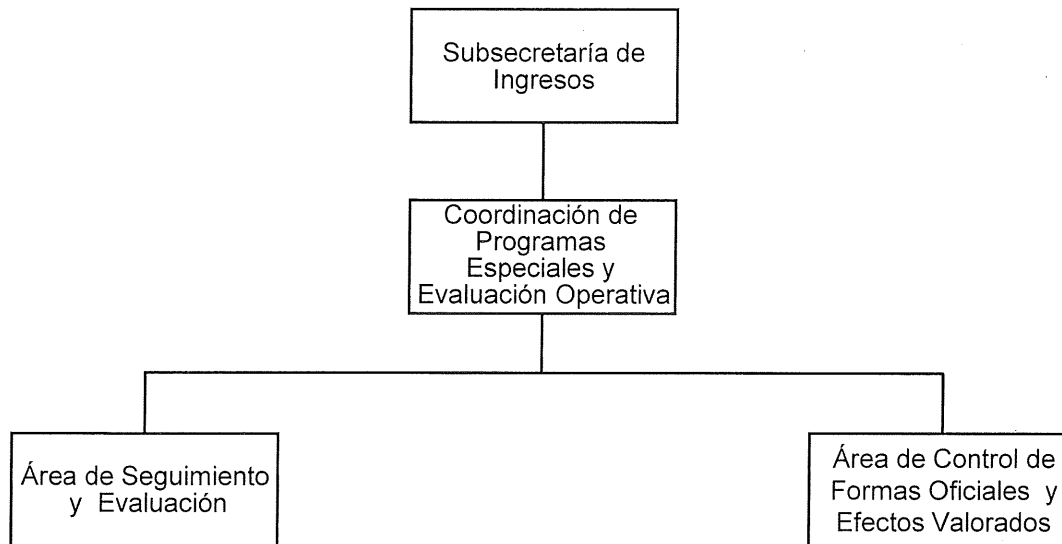 Subsecretaría de
Ingresos
Coordinación de
Programas
Especiales y
Evaluación Operativa
Área de Seguimiento
y Evaluación
Área de Control de
Formas Oficiales y
Efectos Valorados